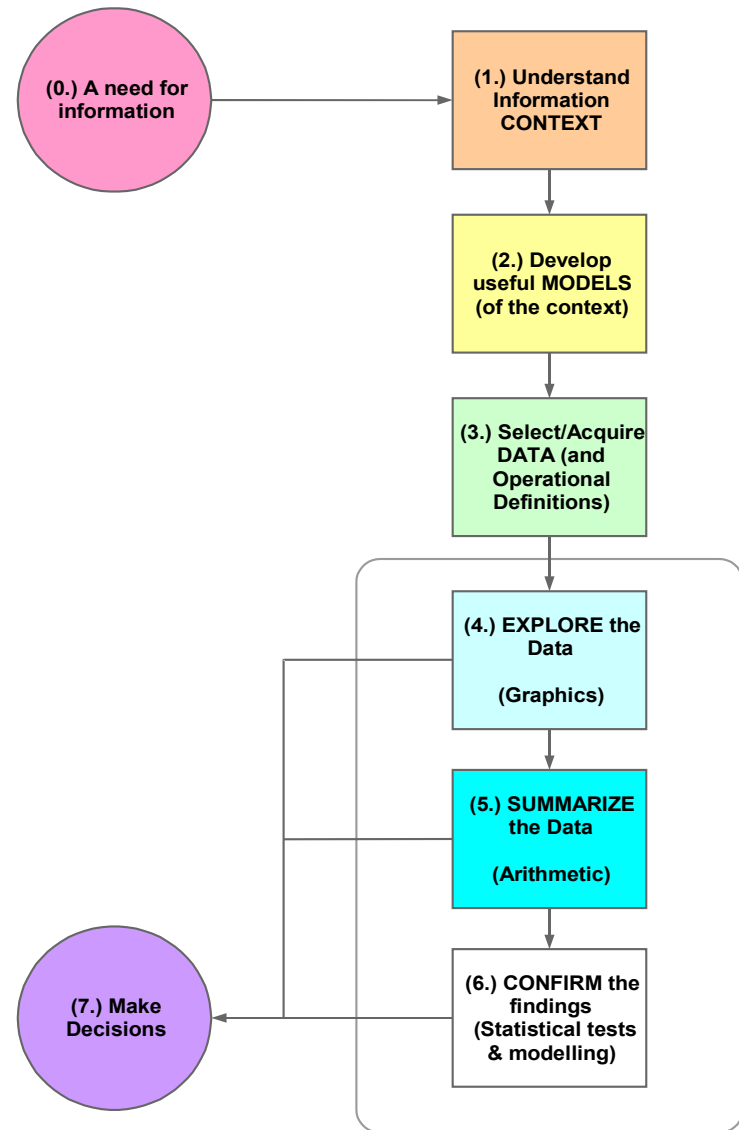 (0.) A need for
information
(1.) Understand
Information
CONTEXT
(2.) Develop
useful MODELS
(of the context)
(3.) Select/Acquire
DATA (and
Operational
Definitions)
(4.) EXPLORE the
Data
(Graphics)
(5.) SUMMARIZE
the Data
(Arithmetic)
(6.) CONFIRM the
findings
(Statistical tests
& modelling)
(7.) Make
Decisions